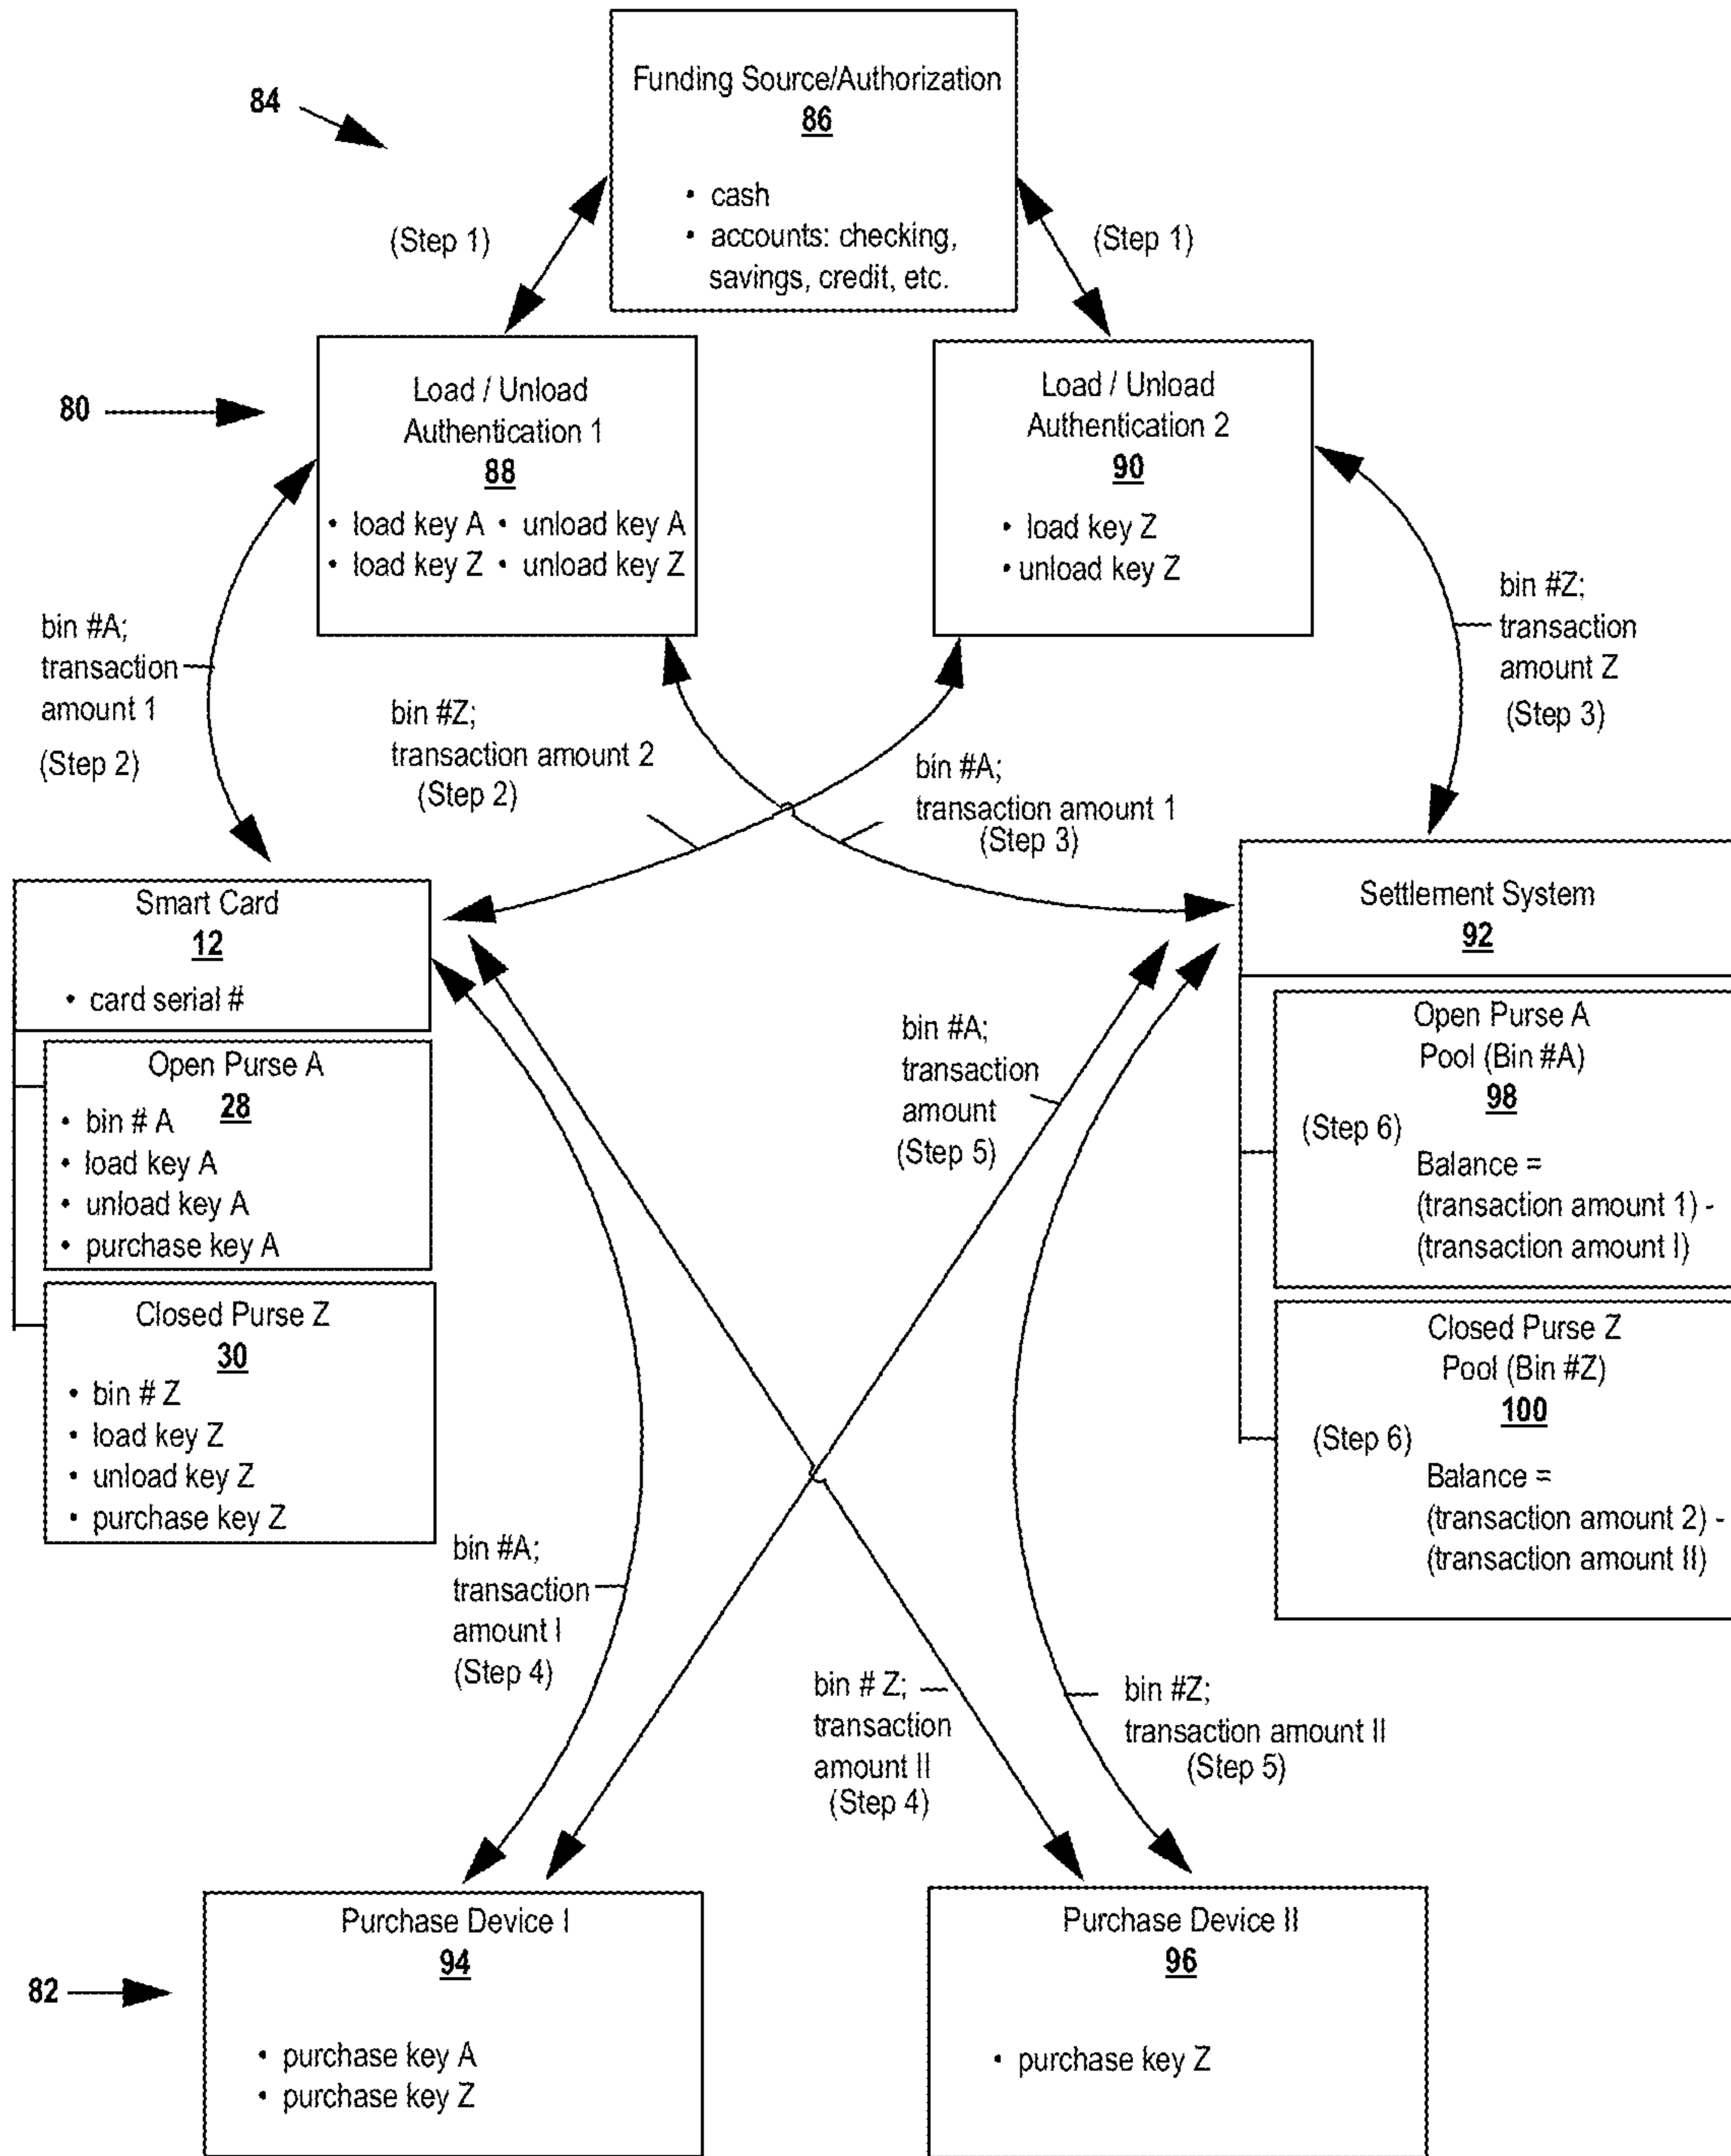 Funding Source/Authorization
86
• cash
• accounts: checking,
savings, credit, etc.
84
(Step 1)
(Step 1)
80
Load / Unload
Authentication 1
88
• load key A • unload key A
• load key Z • unload key Z
Load / Unload
Authentication 2
90
• load key Z
• unload key Z
bin #A;
transaction
amount 1
(Step 2)
bin #Z;
transaction amount 2
(Step 2)
bin #A;
transaction amount 1
(Step 3)
bin #Z;
transaction
amount Z
(Step 3)
Smart Card
12
• card serial #
Open Purse A
28
• bin # A
• load key A
• unload key A
• purchase key A
Closed Purse Z
30
• bin # Z
• load key Z
• unload key Z
• purchase key Z
Settlement System
92
Open Purse A
Pool (Bin #A)
98
(Step 6)
Balance =
(transaction amount 1) -
(transaction amount I)
Closed Purse Z
Pool (Bin #Z)
100
(Step 6)
Balance =
(transaction amount 2) -
(transaction amount II)
bin #A;
transaction
amount
(Step 5)
bin #A;
transaction
amount I
(Step 4)
bin # Z;
transaction
amount II
(Step 4)
bin #Z;
transaction amount II
(Step 5)
82
Purchase Device I
94
• purchase key A
• purchase key Z
Purchase Device II
96
• purchase key Z